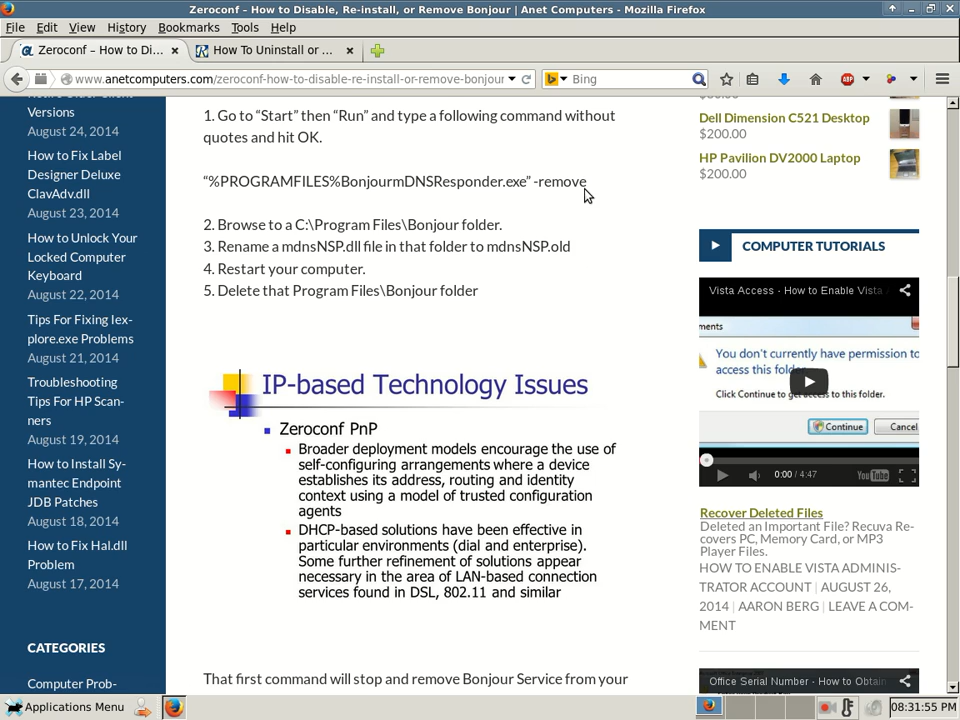 Zeroconf – How to Disable, Re-install, or Remove Bonjour | Anet Computers - Mozilla Firefox
File Edit View History Bookmarks Tools Help
Zeroconf – How to Di...
How To Uninstall or ...
www.anetcomputers.com/zeroconf-how-to-disable-re-install-or-remove-bonjour
Bing
ABP
Versions
August 24, 2014
How to Fix Label
Designer Deluxe
ClavAdv.dll
August 23, 2014
How to Unlock Your
Locked Computer
Keyboard
August 22, 2014
Tips For Fixing Iex-
plore.exe Problems
August 21, 2014
Troubleshooting
Tips For HP Scan-
ners
August 19, 2014
How to Install Sy-
mantec Endpoint
JDB Patches
August 18, 2014
How to Fix Hal.dll
Problem
August 17, 2014
CATEGORIES
Computer Prob-
1. Go to “Start” then “Run” and type a following command without
quotes and hit OK.
“%PROGRAMFILES%BonjourmDNSResponder.exe” -remove
2. Browse to a C:\Program Files\Bonjour folder.
3. Rename a mdnsNSP.dll file in that folder to mdnsNSP.old
4. Restart your computer.
5. Delete that Program Files\Bonjour folder
IP-based Technology Issues
Zeroconf PnP
Broader deployment models encourage the use of
self-configuring arrangements where a device
establishes its address, routing and identity
context using a model of trusted configuration
agents
DHCP-based solutions have been effective in
particular environments (dial and enterprise).
Some further refinement of solutions appear
necessary in the area of LAN-based connection
services found in DSL, 802.11 and similar
That first command will stop and remove Bonjour Service from your
Dell Dimension C521 Desktop
$200.00
HP Pavilion DV2000 Laptop
$200.00
COMPUTER TUTORIALS
Vista Access - How to Enable Vista
ments
You don't currently have permission to
access this folder.
Click Continue to get access to this folder.
Continue
Cancel
0:00 / 4:47
YouTube
Recover Deleted Files
Deleted an Important File? Recuva Re-
covers PC, Memory Card, or MP3
Player Files.
HOW TO ENABLE VISTA ADMINIS-
TRATOR ACCOUNT | AUGUST 26,
2014 | AARON BERG | LEAVE A COM-
MENT
Office Serial Number - How to Obtain
Applications Menu
08:31:55 PM